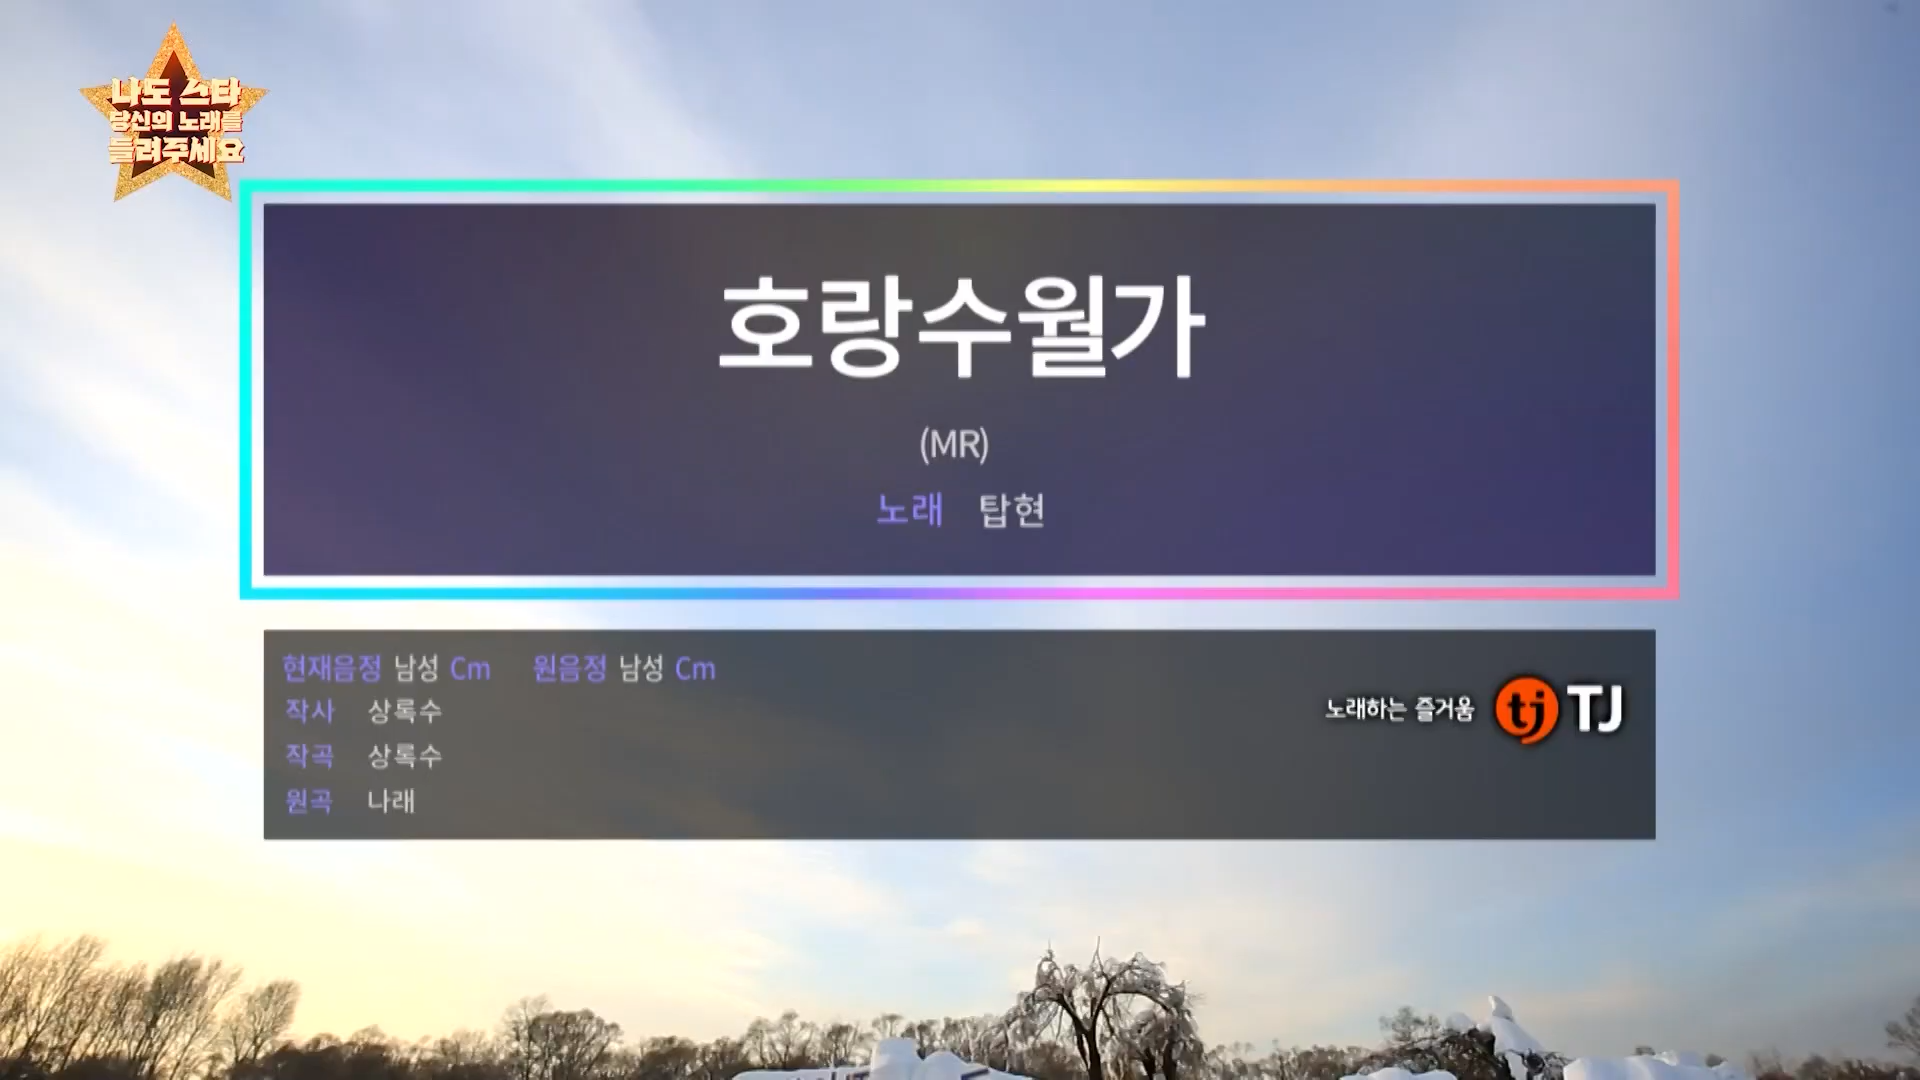 나도 스타
당신의 노래를
들려주세요
호랑수월가
(MR)
노래 탑현
현재음정 남성 Cm 원음정 남성 Cm
작사 상록수
작곡 상록수
원곡 나래
노래하는 즐거움 tj TJ